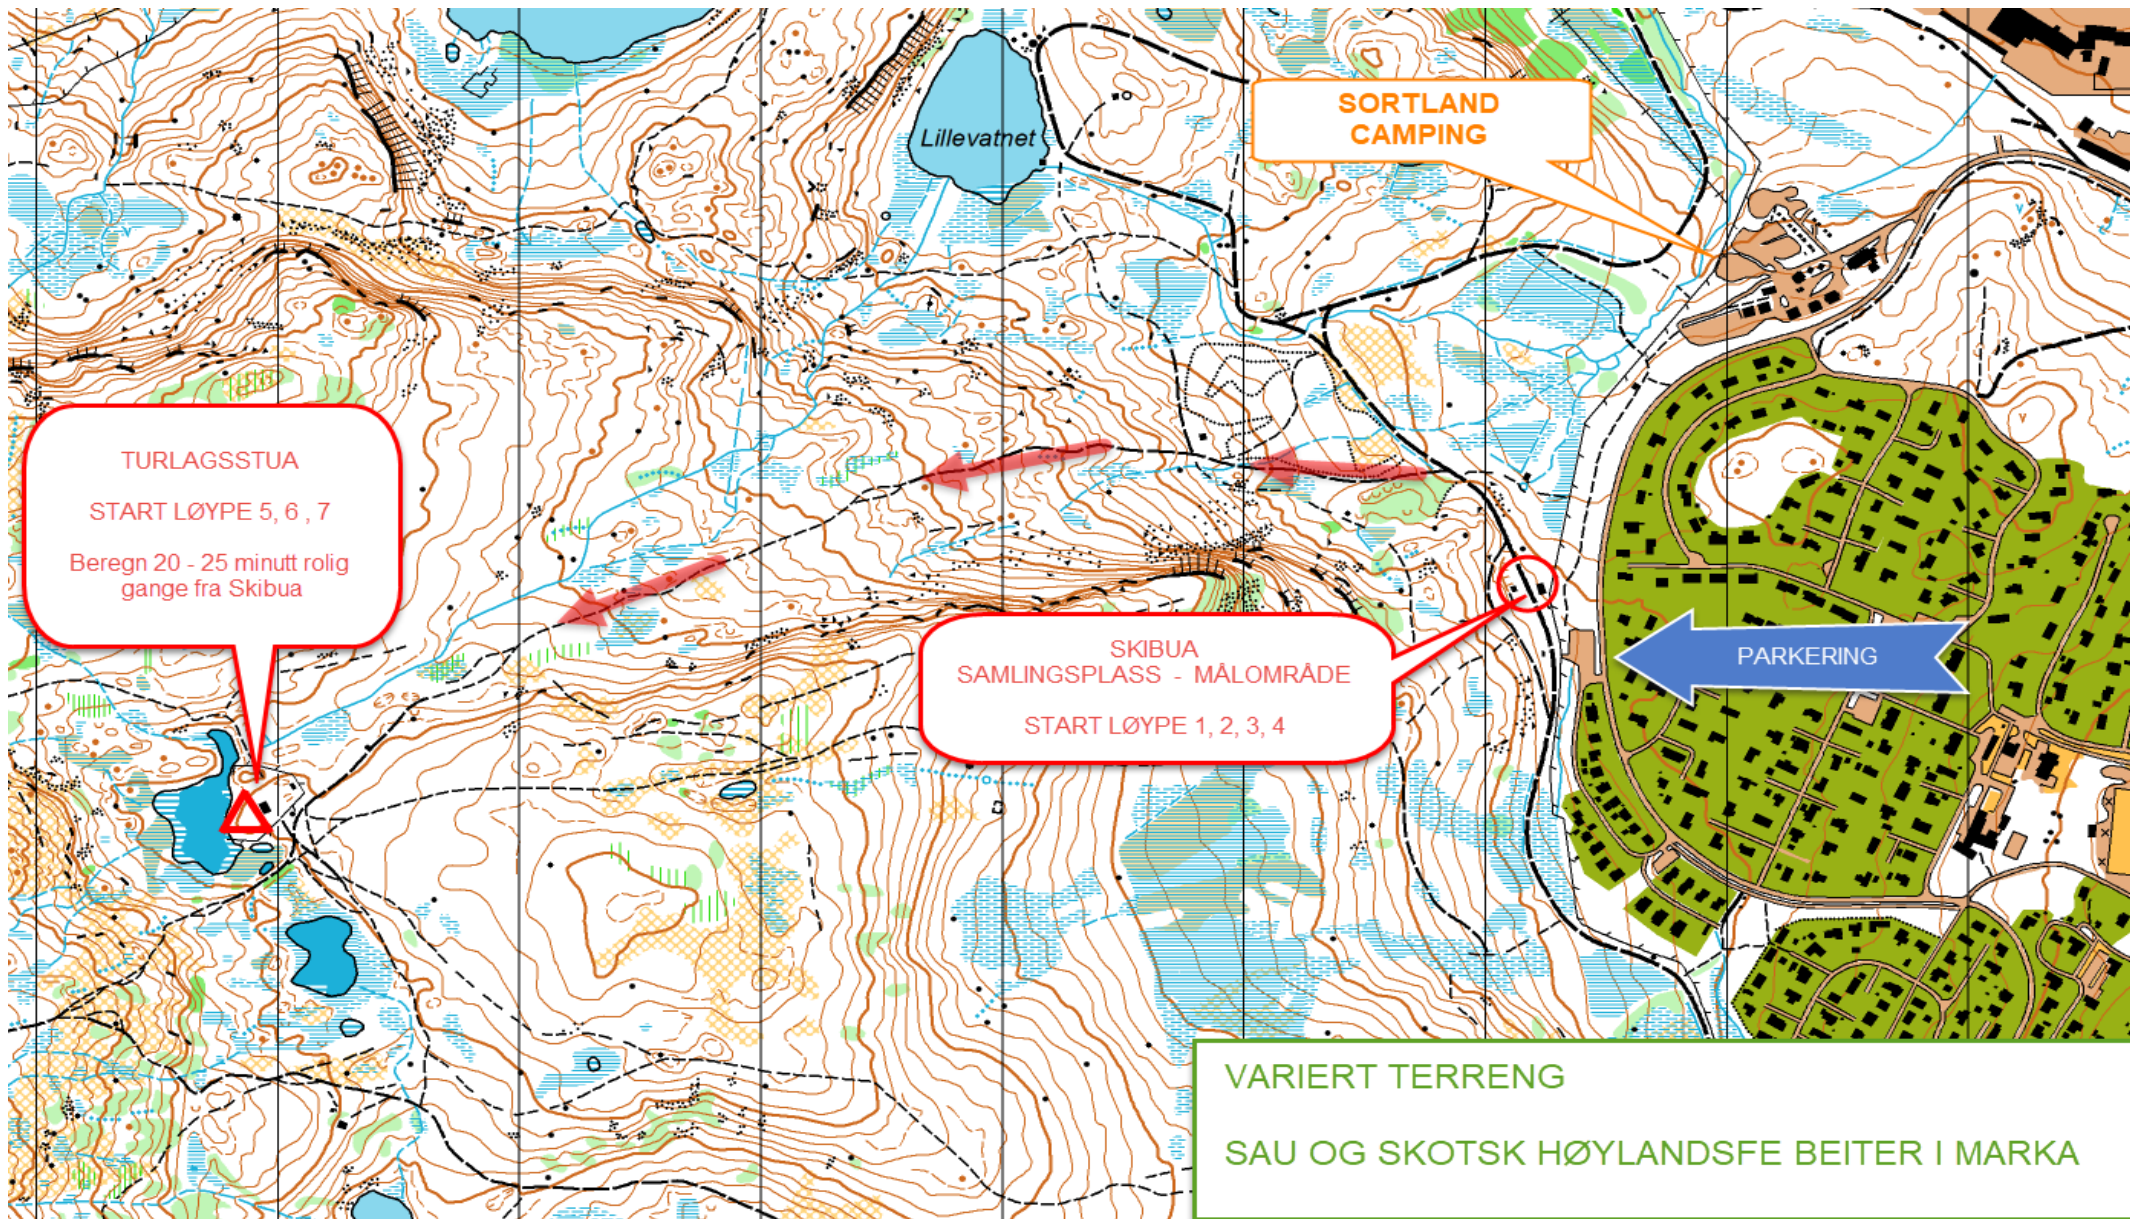 SORTLAND
CAMPING
Lillevatnet
TURLAGSSTUA
START LØYPE 5, 6 , 7
Beregn 20 - 25 minutt rolig
gange fra Skibua
SKIBUA
SAMLINGSPLASS - MÅLOMRÅDE
START LØYPE 1, 2, 3, 4
PARKERING
VARIERT TERRENG
SAU OG SKOTSK HØYLANDSFE BEITER I MARKA